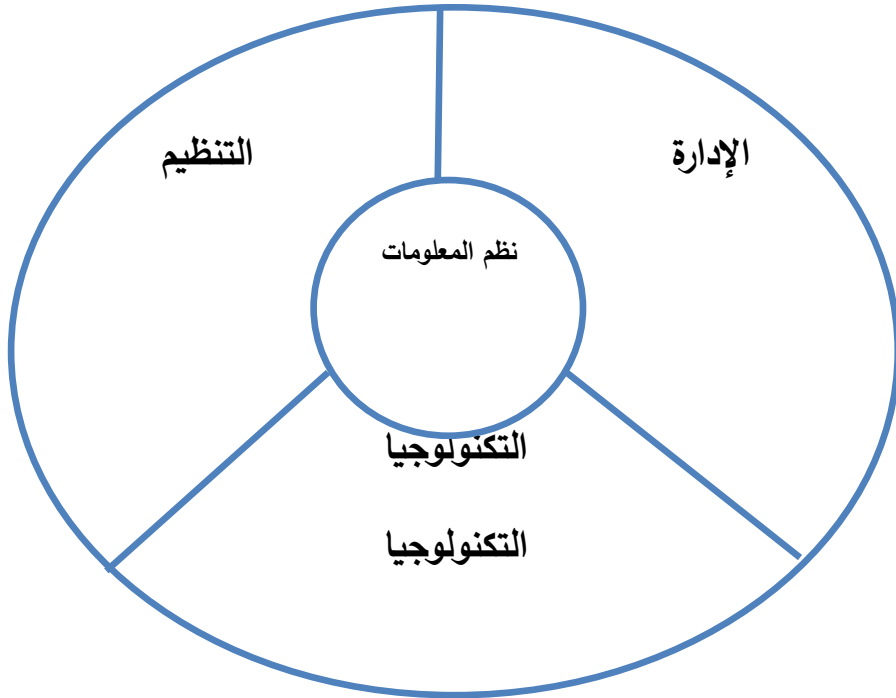 الإدارة
التنظيم
نظم المعلومات
التكنولوجيا
التكنولوجيا